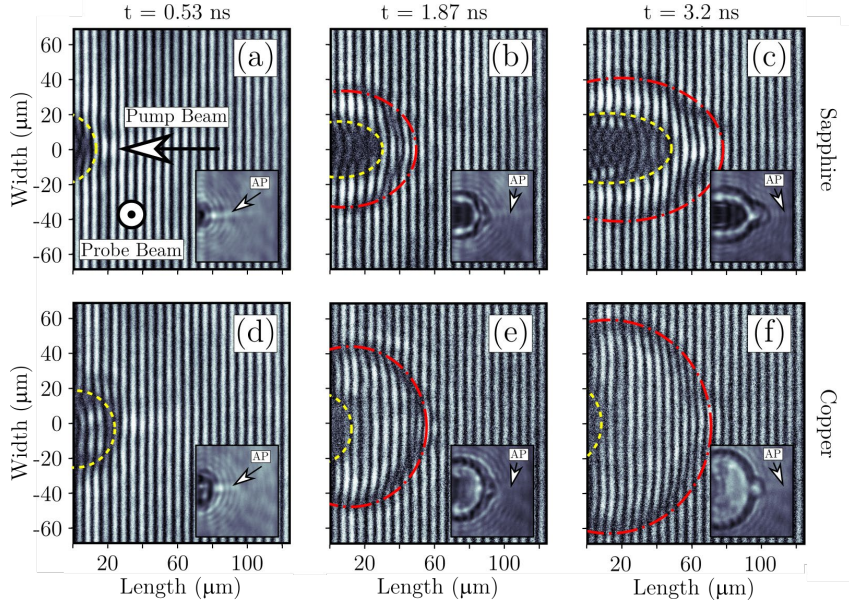 t = 0.53 ns
t = 1.87 ns
t = 3.2 ns
60
40
20
0
-20
-40
-60
Width (µm)
(a)
Pump Beam
Probe Beam
AP
(b)
AP
(c)
AP
Sapphire
60
40
20
0
-20
-40
-60
Width (µm)
(d)
AP
(e)
AP
(f)
AP
Copper
20
60
100
Length (µm)
20
60
100
Length (µm)
20
60
100
Length (µm)